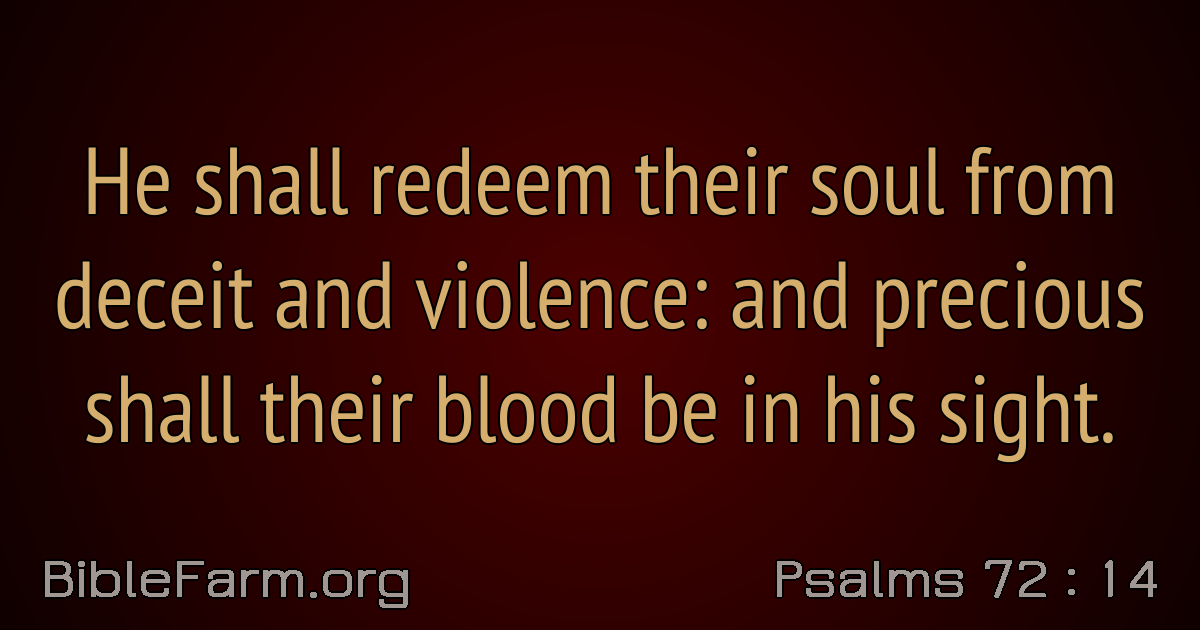 He shall redeem their soul from
deceit and violence: and precious
shall their blood be in his sight.
BibleFarm.org
Psalms 72 : 14